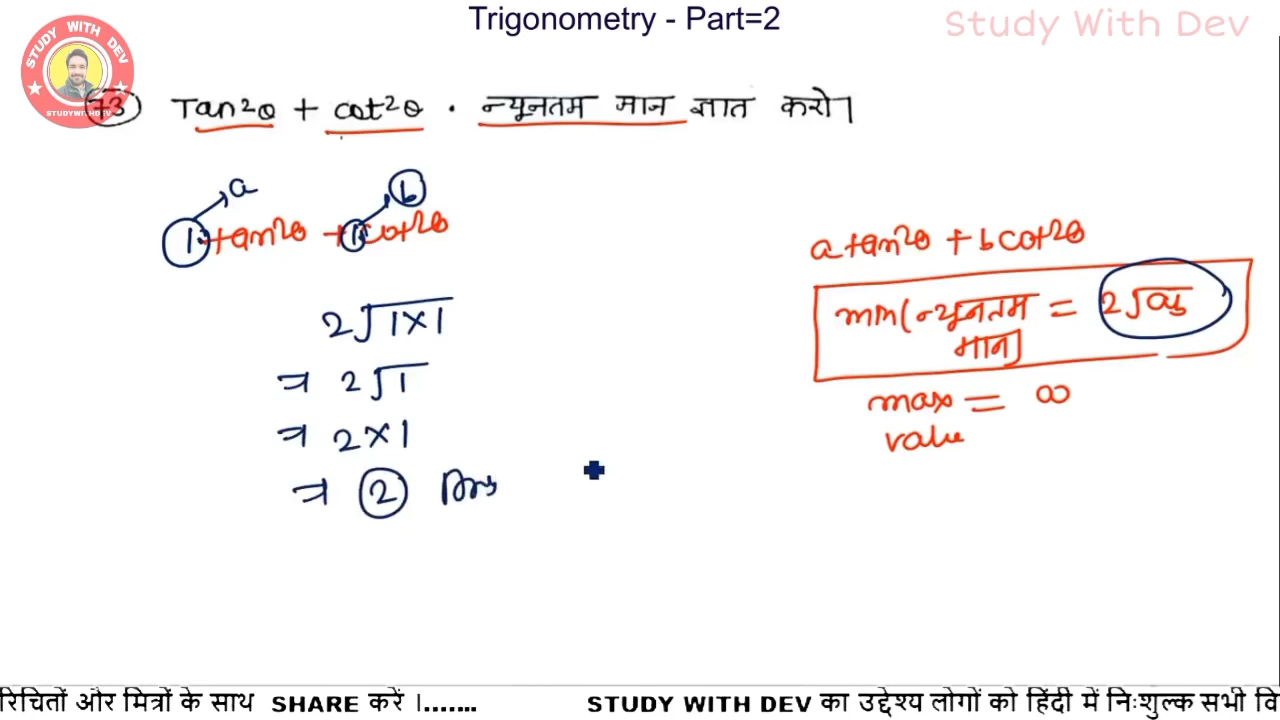 Trigonometry - Part=2
Study With Dev
STUDY WITH DEV
STUDYWITHDEV
73) Tan²θ + cot²θ . न्यूनतम मान ज्ञात करो।
a
b
1·tan²θ + 1·cot²θ
a tan²θ + b cot²θ
min(न्यूनतम मान) = 2√ab
max value = ∞
2√1×1
⇒ 2√1
⇒ 2×1
⇒ 2 Ans
रिचितों और मित्रों के साथ SHARE करें ।....... STUDY WITH DEV का उद्देश्य लोगों को हिंदी में निःशुल्क सभी वि